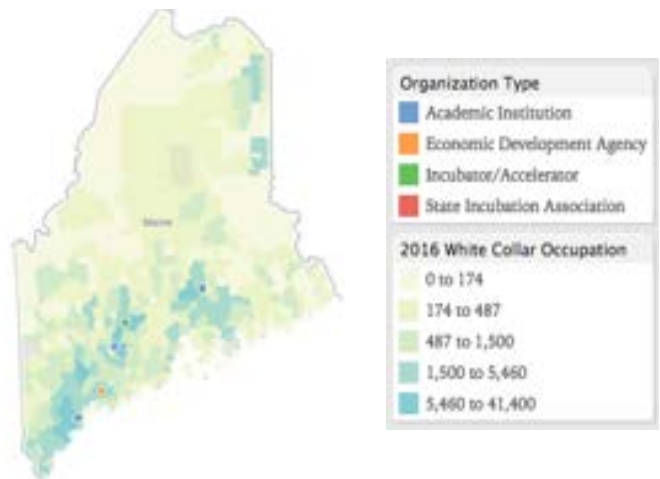 Maine
Organization Type
Academic Institution
Economic Development Agency
Incubator/Accelerator
State Incubation Association
2016 White Collar Occupation
0 to 174
174 to 487
487 to 1,500
1,500 to 5,460
5,460 to 41,400